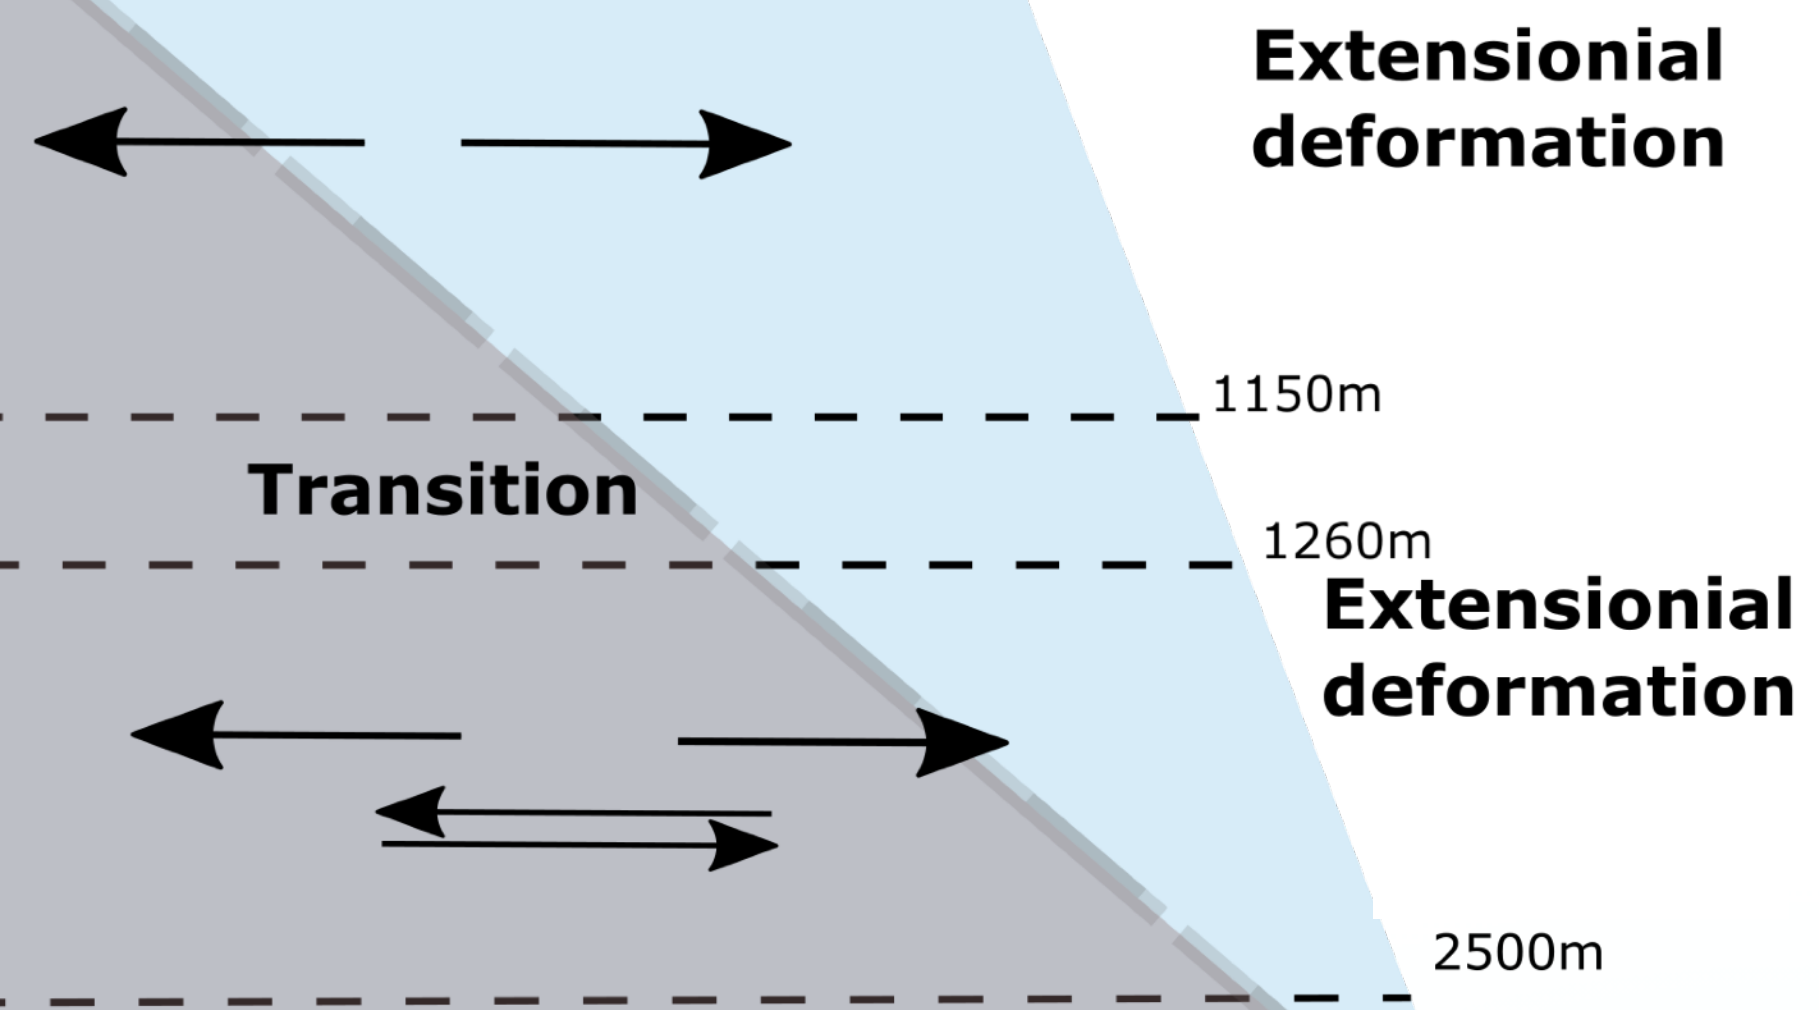 Extensionial
deformation
1150m
Transition
1260m
Extensionial
deformation
2500m